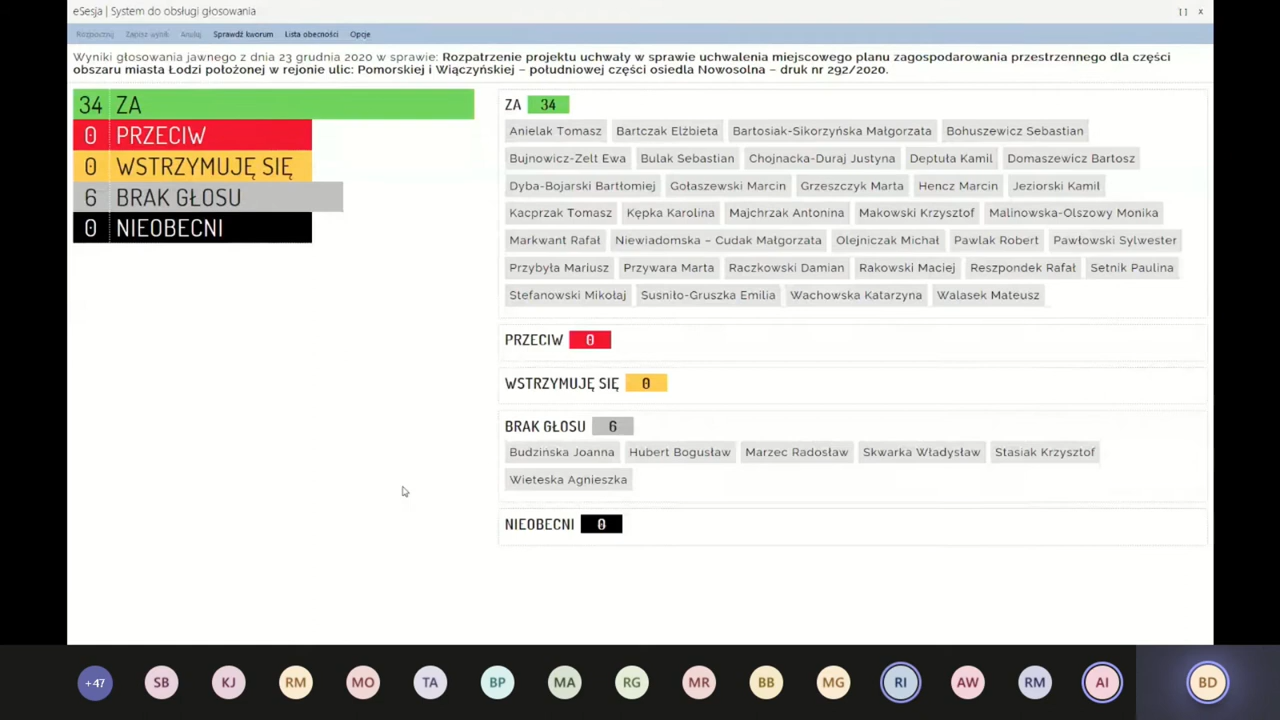 eSesja | System do obsługi głosowania
[ ] x
Rozpocznij Zapisz wynik Anuluj Sprawdź kworum Lista obecności Opcje
Wyniki głosowania jawnego z dnia 23 grudnia 2020 w sprawie: Rozpatrzenie projektu uchwały w sprawie uchwalenia miejscowego planu zagospodarowania przestrzennego dla części
obszaru miasta Łodzi położonej w rejonie ulic: Pomorskiej i Wiączyńskiej – południowej części osiedla Nowosolna – druk nr 292/2020.
34 ZA
0 PRZECIW
0 WSTRZYMUJĘ SIĘ
6 BRAK GŁOSU
0 NIEOBECNI
ZA 34
Anielak Tomasz Bartczak Elżbieta Bartosiak-Sikorzyńska Małgorzata Bohuszewicz Sebastian
Bujnowicz-Zelt Ewa Bulak Sebastian Chojnacka-Duraj Justyna Deptuła Kamil Domaszewicz Bartosz
Dyba-Bojarski Bartłomiej Gołaszewski Marcin Grzeszczyk Marta Hencz Marcin Jeziorski Kamil
Kacprzak Tomasz Kępka Karolina Majchrzak Antonina Makowski Krzysztof Malinowska-Olszowy Monika
Markwant Rafał Niewiadomska – Cudak Małgorzata Olejniczak Michał Pawlak Robert Pawłowski Sylwester
Przybyła Mariusz Przywara Marta Raczkowski Damian Rakowski Maciej Reszpondek Rafał Setnik Paulina
Stefanowski Mikołaj Susniło-Gruszka Emilia Wachowska Katarzyna Walasek Mateusz
PRZECIW 0
WSTRZYMUJĘ SIĘ 0
BRAK GŁOSU 6
Budzińska Joanna Hubert Bogusław Marzec Radosław Skwarka Władysław Stasiak Krzysztof
Wieteska Agnieszka
NIEOBECNI 0
+47 SB KJ RM MO TA BP MA RG MR BB MG RI AW RM AI BD